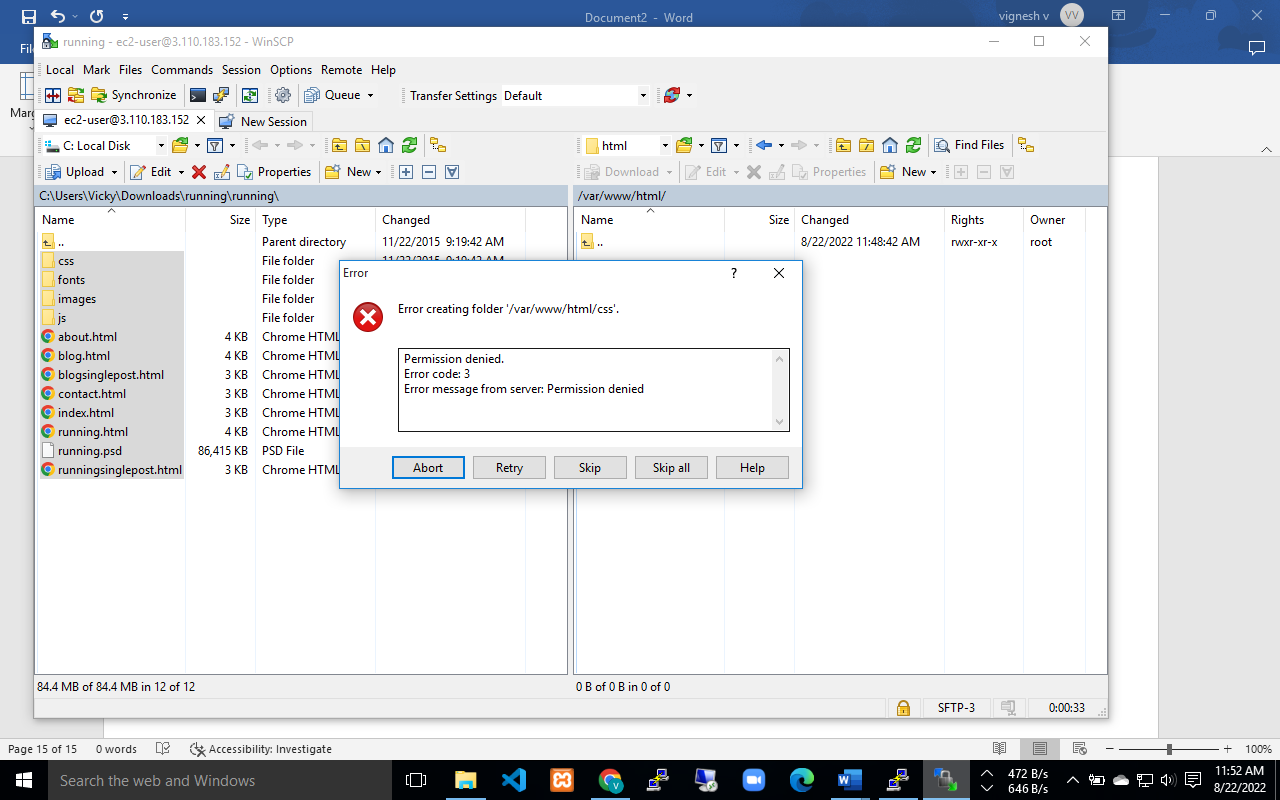 Document2 - Word
vignesh v
VV
Fil
Marg
running - ec2-user@3.110.183.152 - WinSCP
Local Mark Files Commands Session Options Remote Help
Synchronize
Queue
Transfer Settings Default
ec2-user@3.110.183.152
New Session
C: Local Disk
html
Find Files
Upload
Edit
Properties
New
Download
Edit
Properties
New
C:\Users\Vicky\Downloads\running\running\
/var/www/html/
Name Size Type Changed
Name Size Changed Rights Owner
.. Parent directory 11/22/2015 9:19:42 AM
.. 8/22/2022 11:48:42 AM rwxr-xr-x root
css File folder 11/22/2015 9:19:42 AM
fonts File folder
images File folder
js File folder
about.html 4 KB Chrome HTML
blog.html 4 KB Chrome HTML
blogsinglepost.html 3 KB Chrome HTML
contact.html 3 KB Chrome HTML
index.html 3 KB Chrome HTML
running.html 4 KB Chrome HTML
running.psd 86,415 KB PSD File
runningsinglepost.html 3 KB Chrome HTML
Error
?
Error creating folder '/var/www/html/css'.
Permission denied.
Error code: 3
Error message from server: Permission denied
Abort Retry Skip Skip all Help
84.4 MB of 84.4 MB in 12 of 12
0 B of 0 B in 0 of 0
SFTP-3
0:00:33
Page 15 of 15 0 words Accessibility: Investigate
100%
Search the web and Windows
472 B/s
646 B/s
11:52 AM
8/22/2022